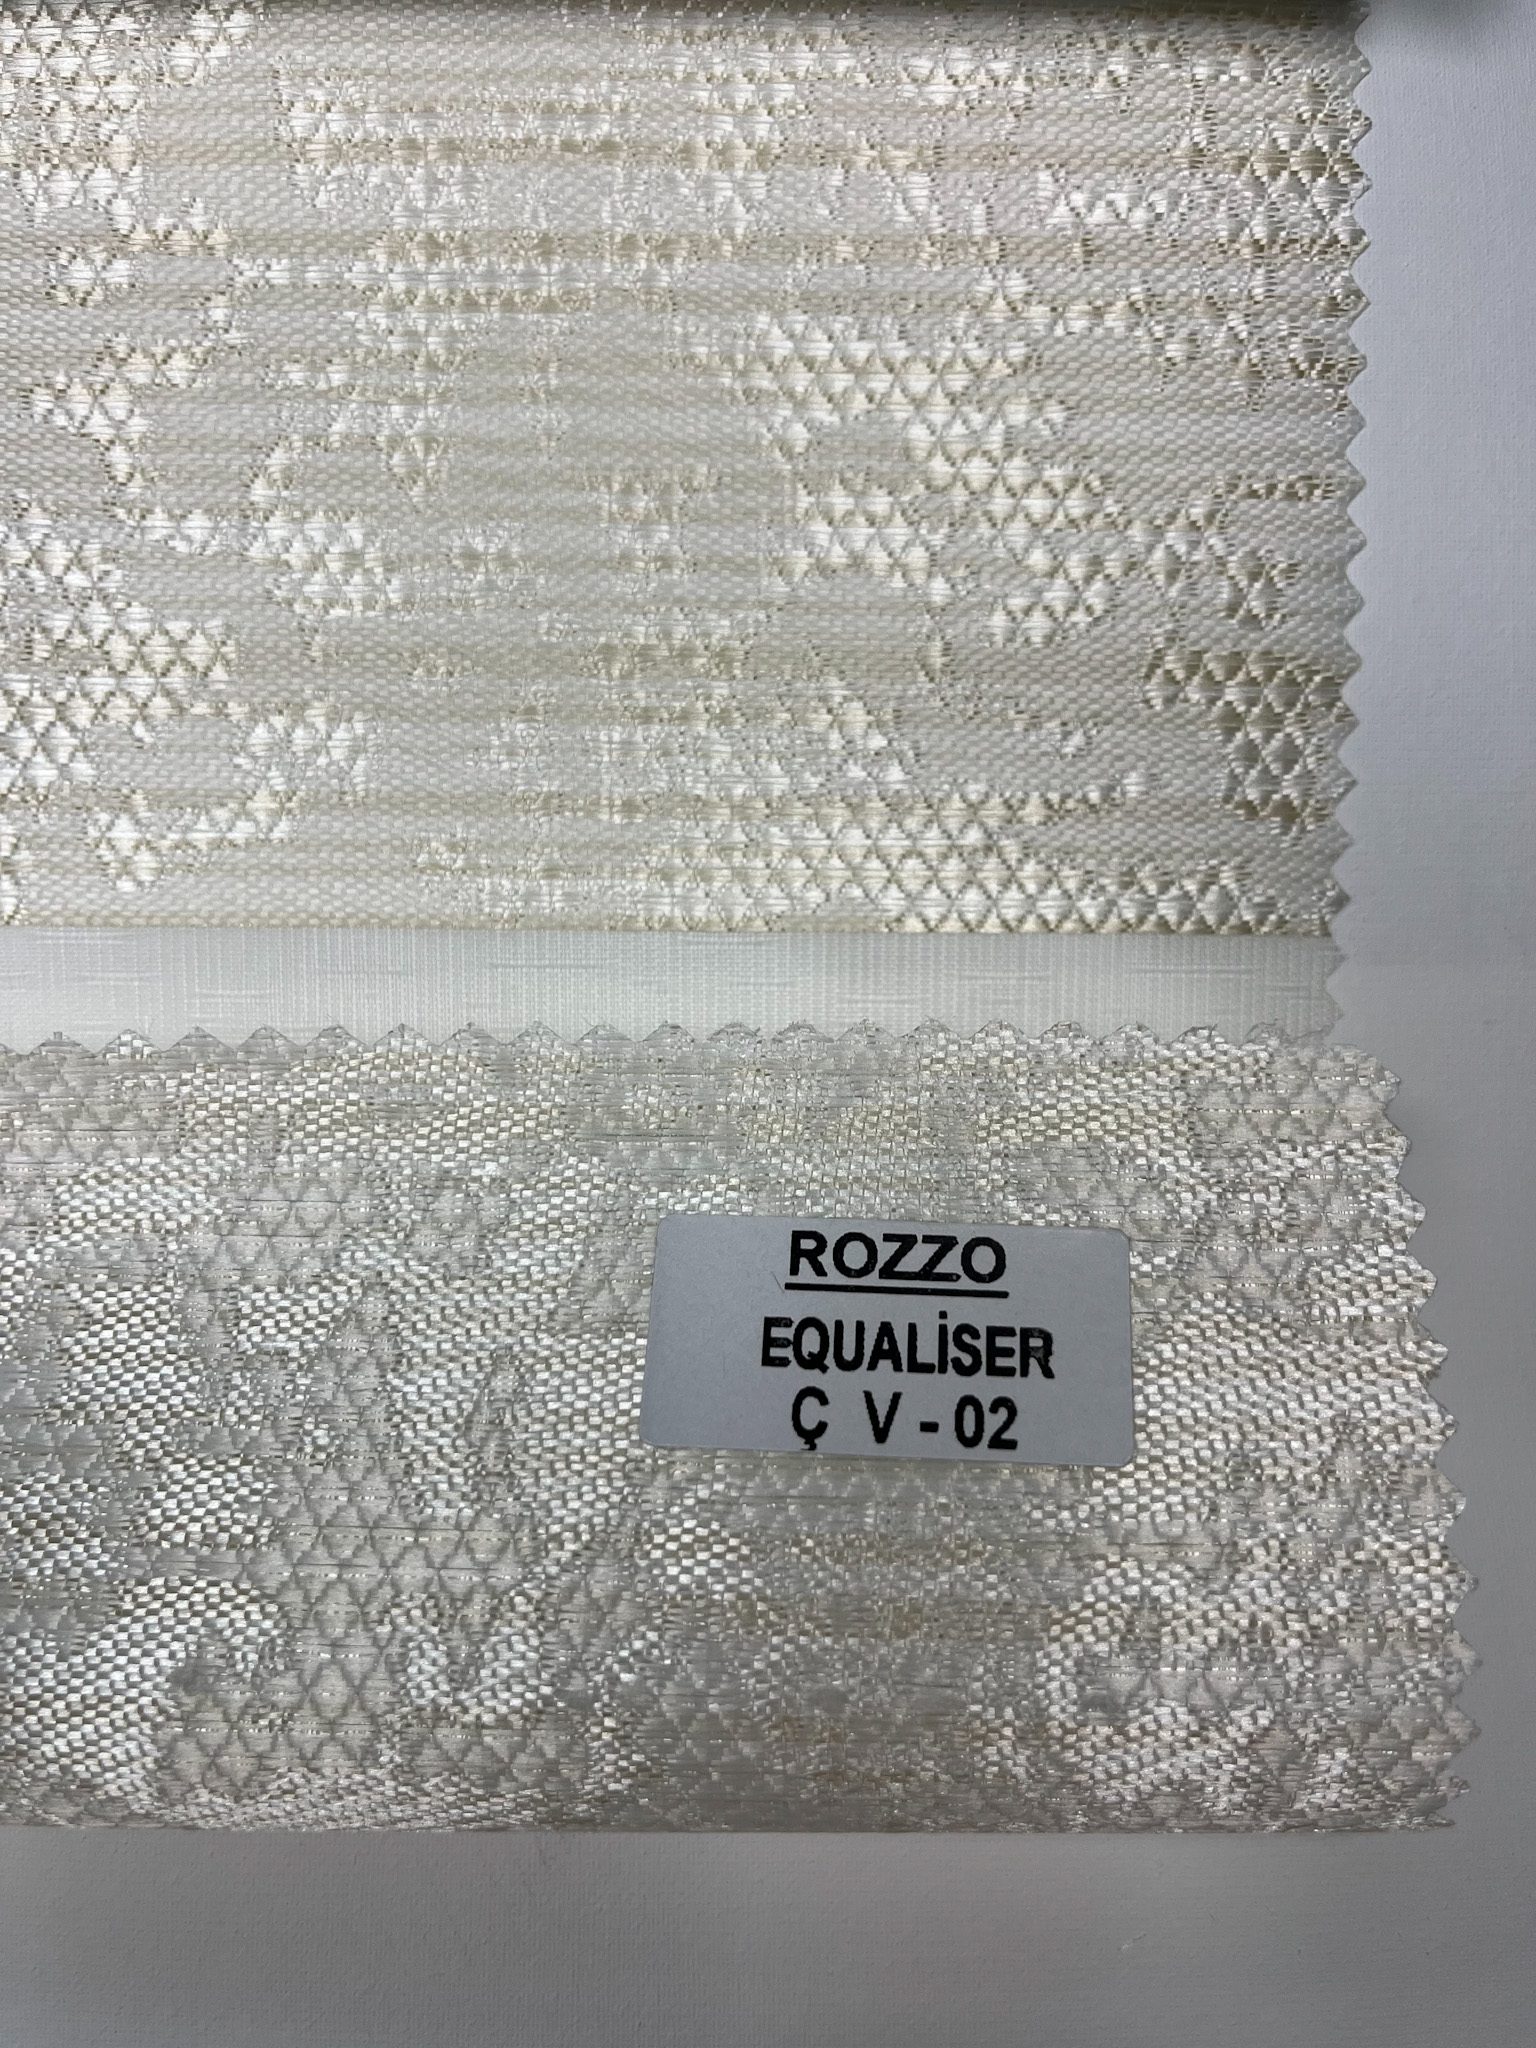 ROZZO
EQUALİSER
Ç V - 02